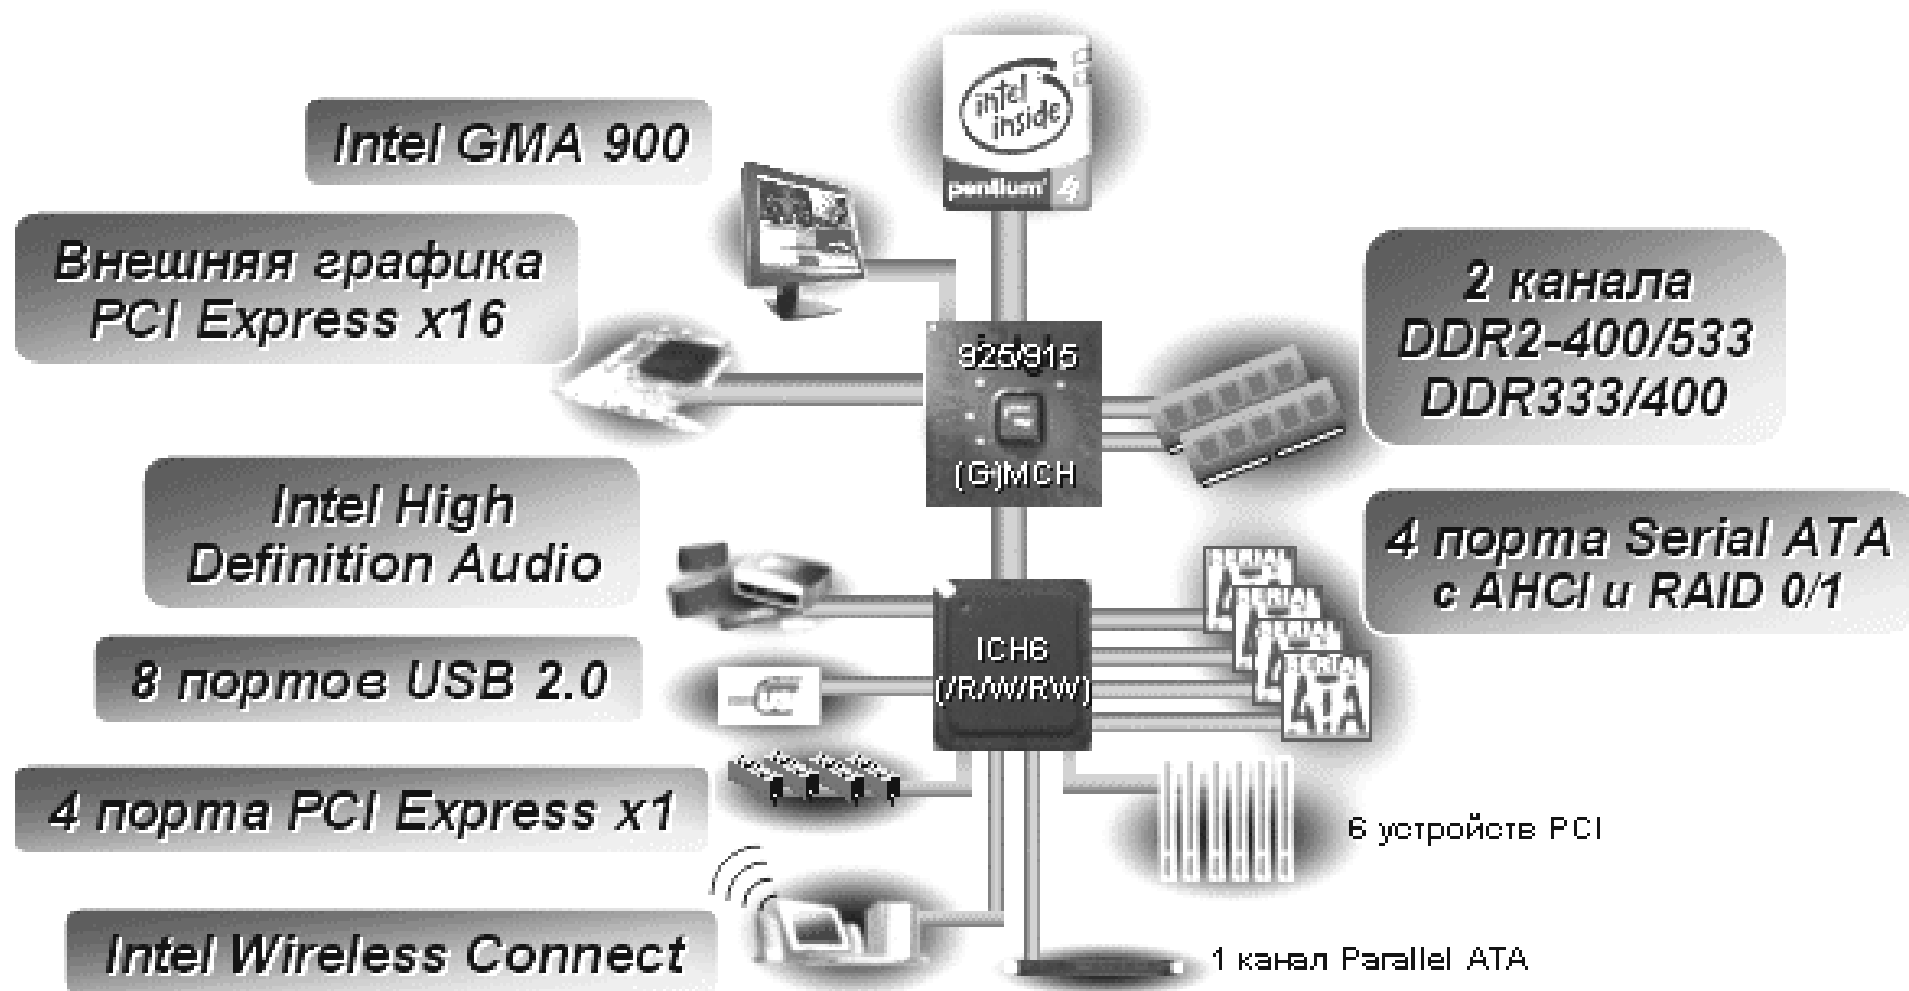 intel
inside
pentium 4
Intel GMA 900
Внешняя графика
PCI Express x16
2 канала
DDR2-400/533
DDR333/400
925/915
(G)MCH
Intel High
Definition Audio
4 порта Serial ATA
с AHCI и RAID 0/1
SERIAL
SERIAL
SERIAL
SERIAL
ATA
ICH6
(/R/W/RW)
8 портов USB 2.0
4 порта PCI Express x1
6 устройств PCI
Intel Wireless Connect
1 канал Parallel ATA